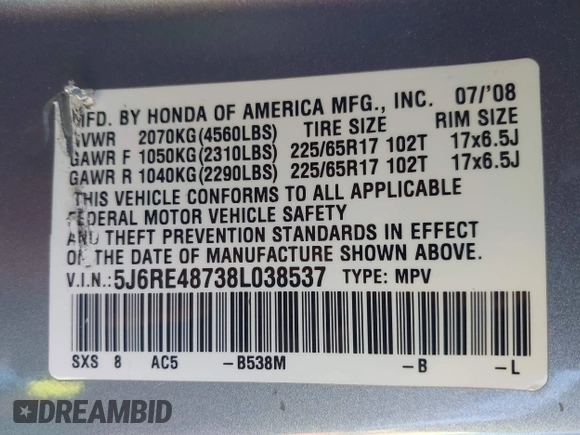 MFD. BY HONDA OF AMERICA MFG., INC. 07/'08
GVWR 2070KG(4560LBS) TIRE SIZE RIM SIZE
GAWR F 1050KG(2310LBS) 225/65R17 102T 17x6.5J
GAWR R 1040KG(2290LBS) 225/65R17 102T 17x6.5J
THIS VEHICLE CONFORMS TO ALL APPLICABLE
FEDERAL MOTOR VEHICLE SAFETY
AND THEFT PREVENTION STANDARDS IN EFFECT
ON THE DATE OF MANUFACTURE SHOWN ABOVE.
V.I.N.:5J6RE48738L038537 TYPE: MPV
SXS 8 AC5 -B538M -B -L
DREAMBID